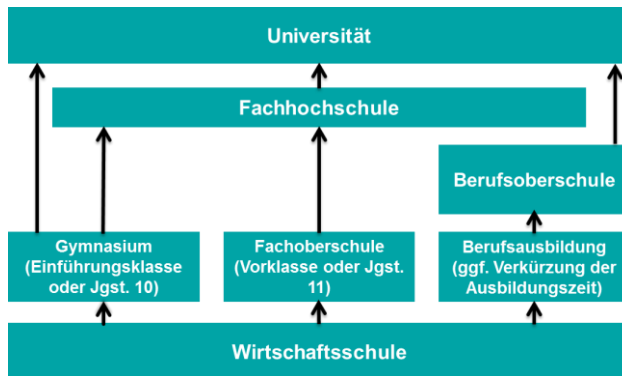 Universität
Fachhochschule
Berufsoberschule
Gymnasium
(Einführungsklasse
oder Jgst. 10)
Fachoberschule
(Vorklasse oder Jgst.
11)
Berufsausbildung
(ggf. Verkürzung der
Ausbildungszeit)
Wirtschaftsschule